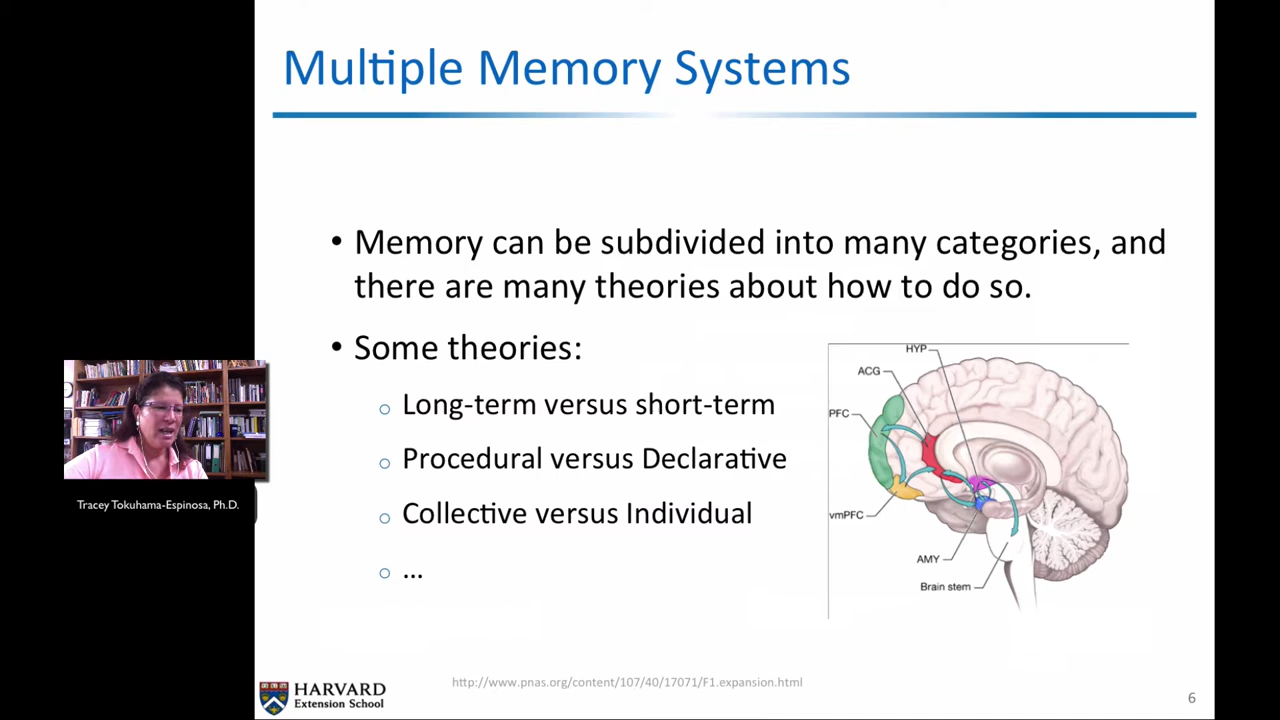 Multiple Memory Systems
• Memory can be subdivided into many categories, and
there are many theories about how to do so.
• Some theories:
o Long-term versus short-term
o Procedural versus Declarative
o Collective versus Individual
o ...
HYP
ACG
PFC
vmPFC
AMY
Brain stem
Tracey Tokuhama-Espinosa, Ph.D.
HARVARD
Extension School
http://www.pnas.org/content/107/40/17071/F1.expansion.html
6